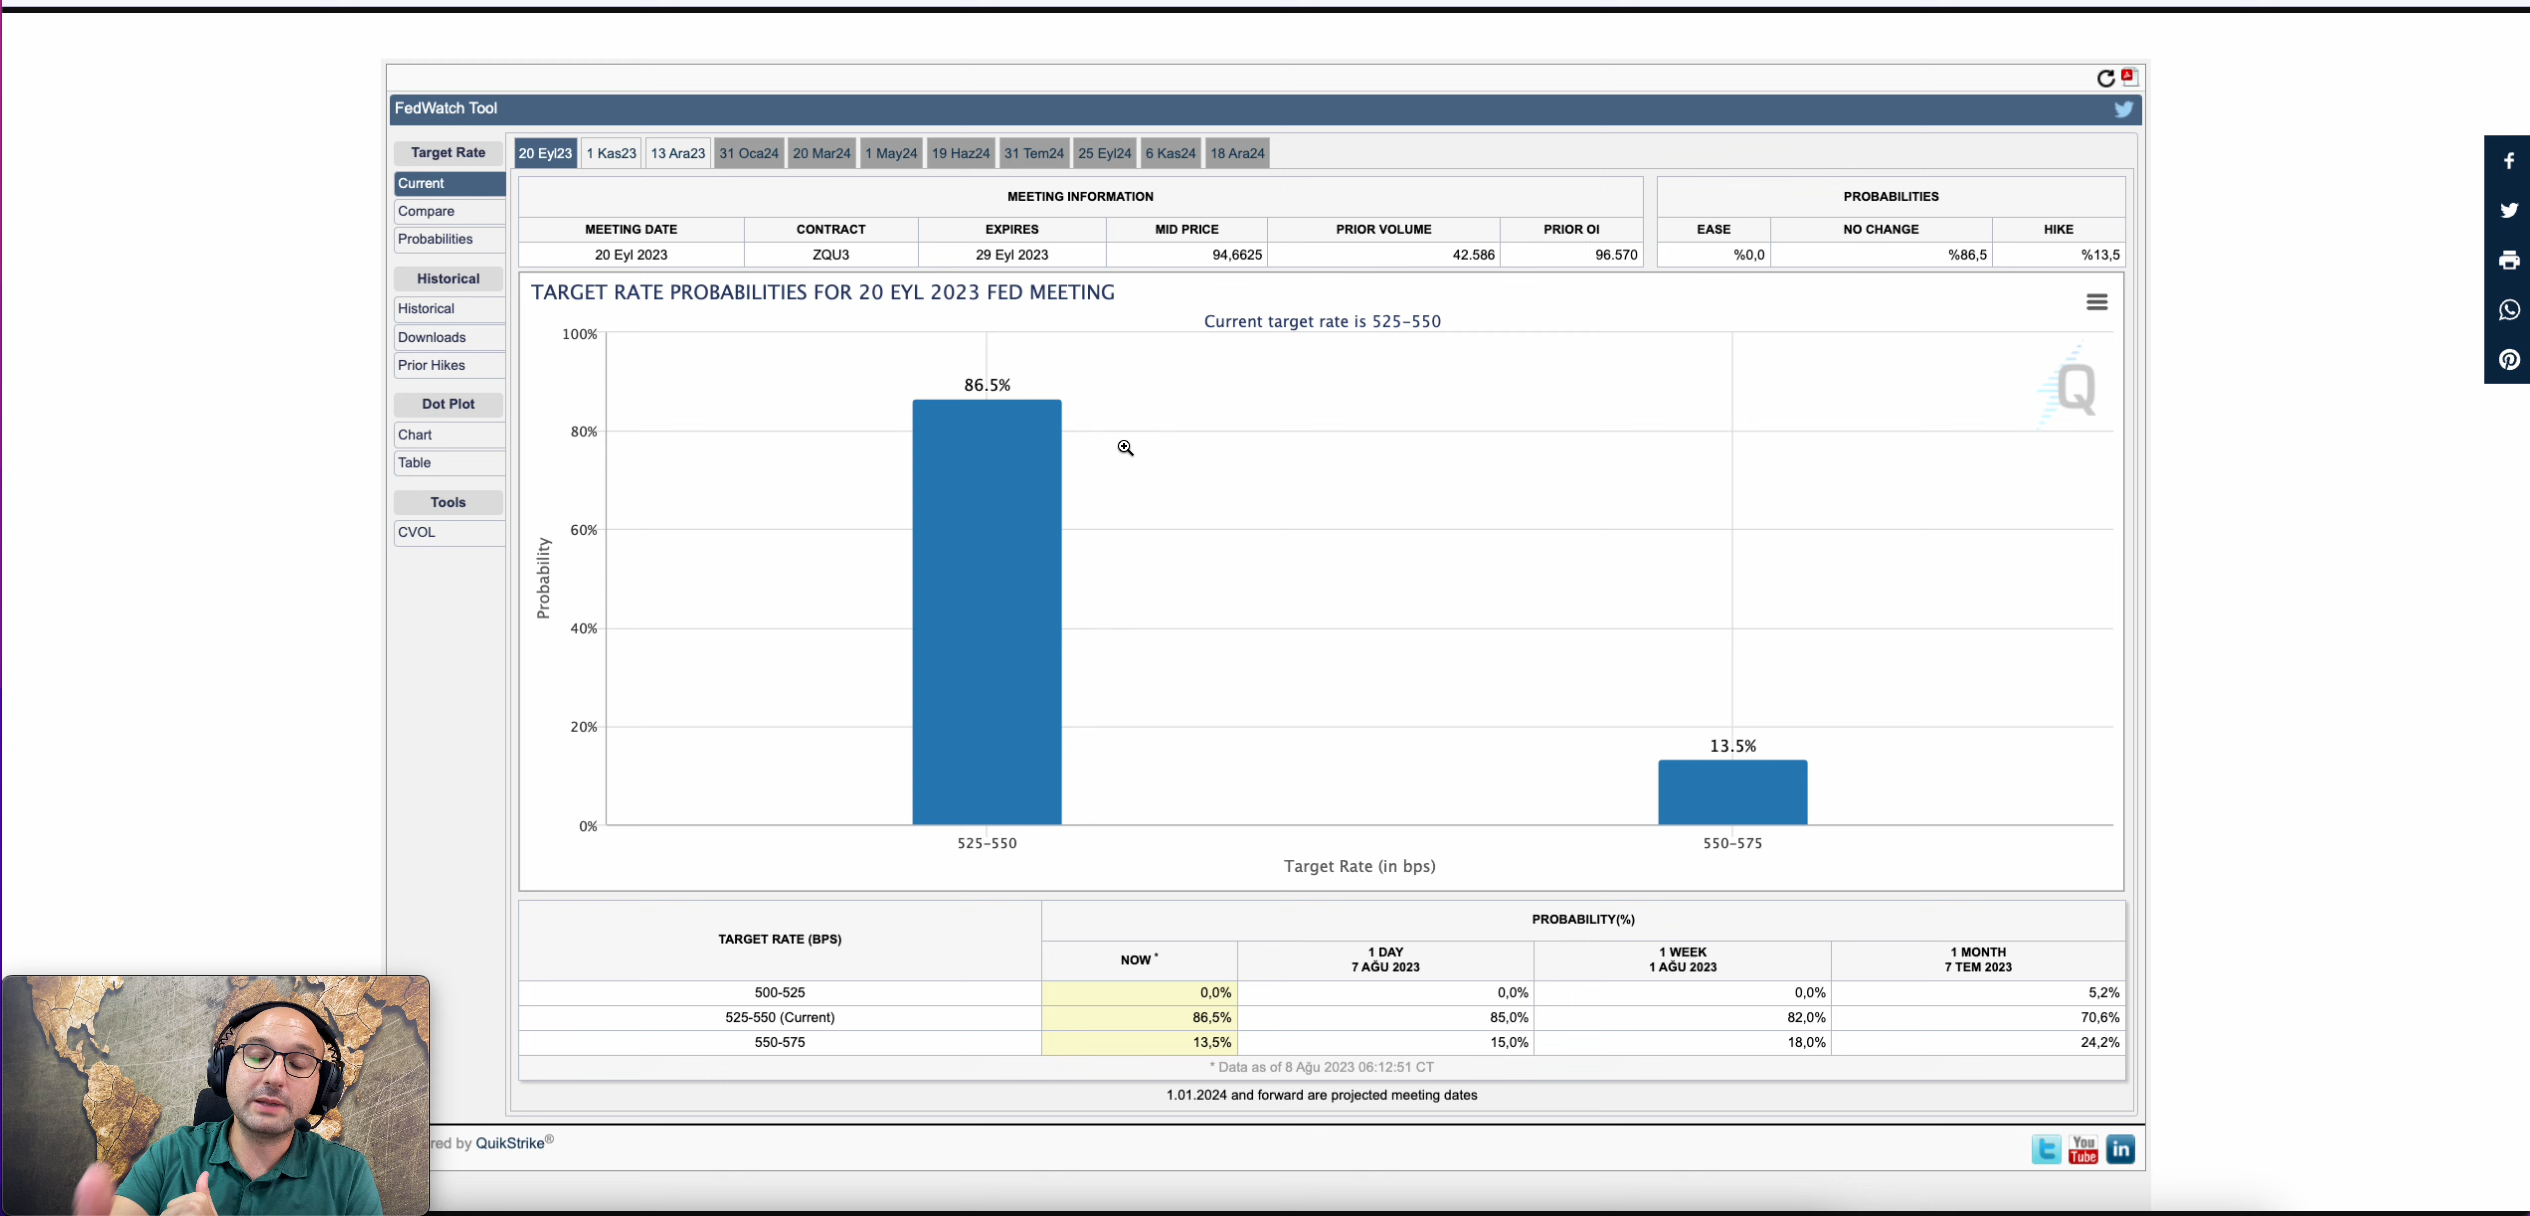 FedWatch Tool
Target Rate
Current
Compare
Probabilities
Historical
Historical
Downloads
Prior Hikes
Dot Plot
Chart
Table
Tools
CVOL
20 Eyl23 1 Kas23 13 Ara23 31 Oca24 20 Mar24 1 May24 19 Haz24 31 Tem24 25 Eyl24 6 Kas24 18 Ara24
MEETING INFORMATION
MEETING DATE CONTRACT EXPIRES MID PRICE PRIOR VOLUME PRIOR OI
20 Eyl 2023 ZQU3 29 Eyl 2023 94,6625 42.586 96.570
PROBABILITIES
EASE NO CHANGE HIKE
%0,0 %86,5 %13,5
TARGET RATE PROBABILITIES FOR 20 EYL 2023 FED MEETING
Current target rate is 525-550
Q
100%
80%
60%
40%
20%
0%
Probability
86.5%
13.5%
525-550 550-575
Target Rate (in bps)
TARGET RATE (BPS) PROBABILITY(%)
NOW * 1 DAY 7 AĞU 2023 1 WEEK 1 AĞU 2023 1 MONTH 7 TEM 2023
500-525 0,0% 0,0% 0,0% 5,2%
525-550 (Current) 86,5% 85,0% 82,0% 70,6%
550-575 13,5% 15,0% 18,0% 24,2%
* Data as of 8 Ağu 2023 06:12:51 CT
1.01.2024 and forward are projected meeting dates
red by QuikStrike®
You Tube
in